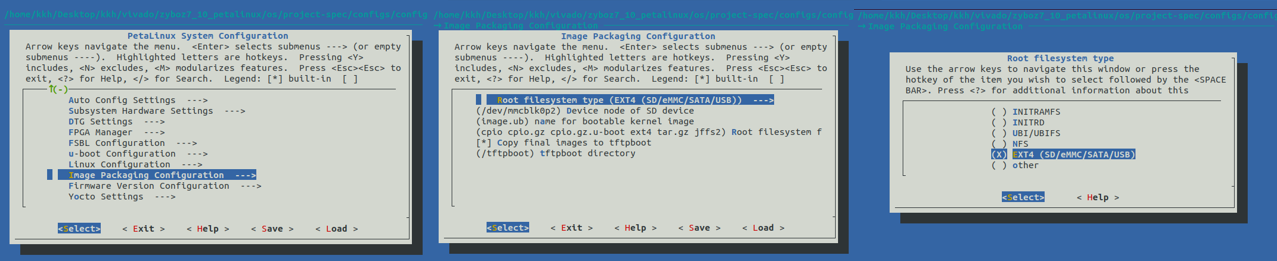 /home/kkh/Desktop/kkh/vivado/zyboz7_10_petalinux/os/project-spec/configs/config
PetaLinux System Configuration
Arrow keys navigate the menu.  <Enter> selects submenus ---> (or empty
submenus ----).  Highlighted letters are hotkeys.  Pressing <Y>
includes, <N> excludes, <M> modularizes features.  Press <Esc><Esc> to
exit, <?> for Help, </> for Search.  Legend: [*] built-in  [ ]
↑(-)
Auto Config Settings  --->
Subsystem Hardware Settings  --->
DTG Settings  --->
FPGA Manager  --->
FSBL Configuration  --->
u-boot Configuration  --->
Linux Configuration  --->
Image Packaging Configuration  --->
Firmware Version Configuration  --->
Yocto Settings  --->
<Select>    < Exit >    < Help >    < Save >    < Load >
/home/kkh/Desktop/kkh/vivado/zyboz7_10_petalinux/os/project-spec/configs/config
→ Image Packaging Configuration
Image Packaging Configuration
Arrow keys navigate the menu.  <Enter> selects submenus ---> (or empty
submenus ----).  Highlighted letters are hotkeys.  Pressing <Y>
includes, <N> excludes, <M> modularizes features.  Press <Esc><Esc> to
exit, <?> for Help, </> for Search.  Legend: [*] built-in  [ ]
Root filesystem type (EXT4 (SD/eMMC/SATA/USB))  --->
(/dev/mmcblk0p2) Device node of SD device
(image.ub) name for bootable kernel image
(cpio cpio.gz cpio.gz.u-boot ext4 tar.gz jffs2) Root filesystem f
[*] Copy final images to tftpboot
(/tftpboot) tftpboot directory
<Select>    < Exit >    < Help >    < Save >    < Load >
/home/kkh/Desktop/kkh/vivado/zyboz7_10_petalinux/os/project-spec/configs/confi
→ Image Packaging Configuration
Root filesystem type
Use the arrow keys to navigate this window or press the
hotkey of the item you wish to select followed by the <SPACE
BAR>. Press <?> for additional information about this
( ) INITRAMFS
( ) INITRD
( ) UBI/UBIFS
( ) NFS
(X) EXT4 (SD/eMMC/SATA/USB)
( ) other
<Select>      < Help >